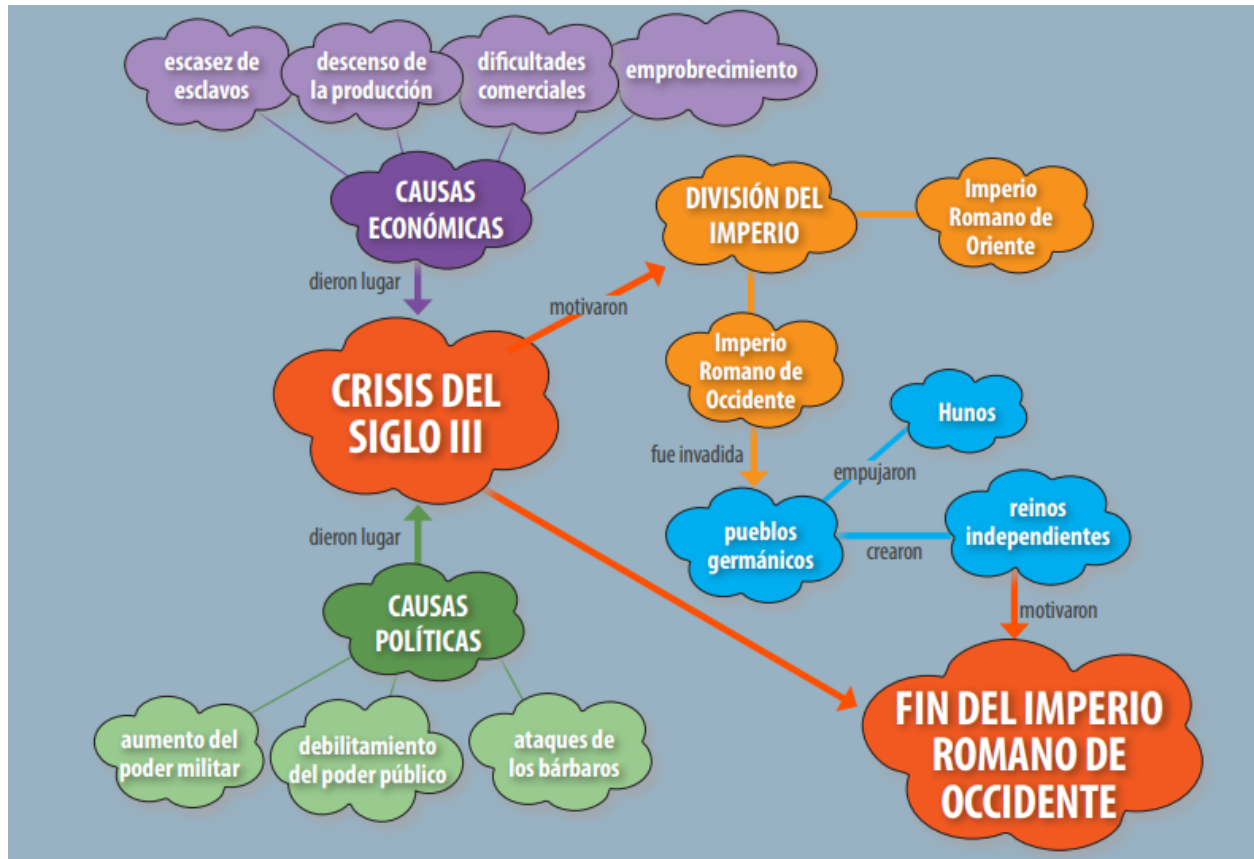 escasez de
esclavos
descenso de
la producción
dificultades
comerciales
emprobrecimiento
CAUSAS
ECONÓMICAS
dieron lugar
motivaron
DIVISIÓN DEL
IMPERIO
Imperio
Romano de
Oriente
Imperio
Romano de
Occidente
CRISIS DEL
SIGLO III
fue invadida
Hunos
empujaron
pueblos
germánicos
crearon
reinos
independientes
motivaron
dieron lugar
CAUSAS
POLÍTICAS
aumento del
poder militar
debilitamiento
del poder público
ataques de
los bárbaros
FIN DEL IMPERIO
ROMANO DE
OCCIDENTE